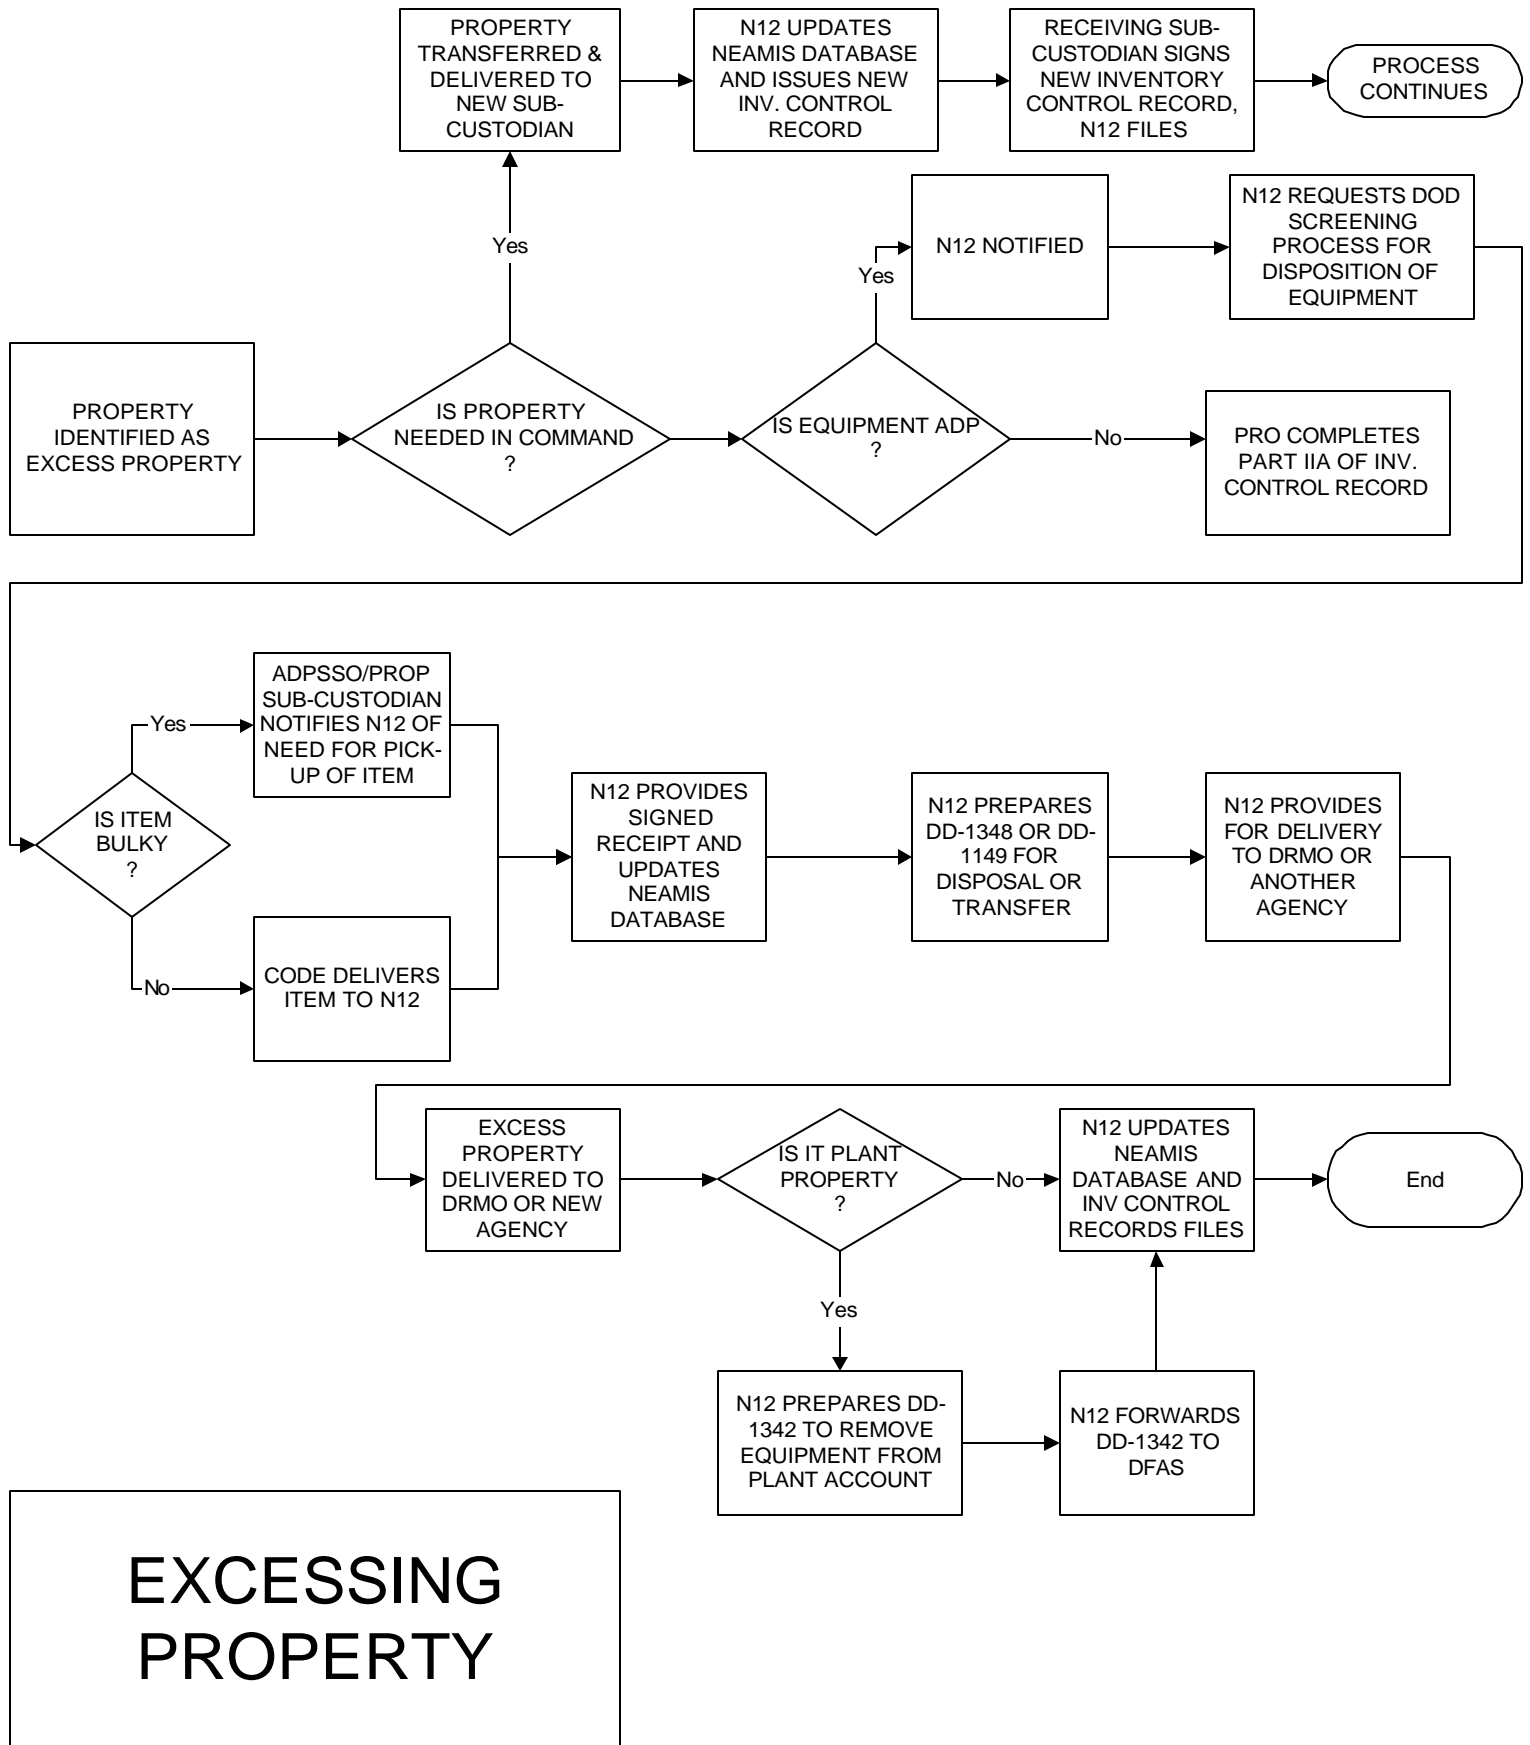 PROPERTY
TRANSFERRED &
DELIVERED TO
NEW SUB-
CUSTODIAN
N12 UPDATES
NEAMIS DATABASE
AND ISSUES NEW
INV. CONTROL
RECORD
RECEIVING SUB-
CUSTODIAN SIGNS
NEW INVENTORY
CONTROL RECORD,
N12 FILES
PROCESS
CONTINUES
Yes
N12 NOTIFIED
N12 REQUESTS DOD
SCREENING
PROCESS FOR
DISPOSITION OF
EQUIPMENT
Yes
PROPERTY
IDENTIFIED AS
EXCESS PROPERTY
IS PROPERTY
NEEDED IN COMMAND
?
IS EQUIPMENT ADP
?
No
PRO COMPLETES
PART IIA OF INV.
CONTROL RECORD
IS ITEM
BULKY
?
Yes
ADPSSO/PROP
SUB-CUSTODIAN
NOTIFIES N12 OF
NEED FOR PICK-
UP OF ITEM
No
CODE DELIVERS
ITEM TO N12
N12 PROVIDES
SIGNED
RECEIPT AND
UPDATES
NEAMIS
DATABASE
N12 PREPARES
DD-1348 OR DD-
1149 FOR
DISPOSAL OR
TRANSFER
N12 PROVIDES
FOR DELIVERY
TO DRMO OR
ANOTHER
AGENCY
EXCESS
PROPERTY
DELIVERED TO
DRMO OR NEW
AGENCY
IS IT PLANT
PROPERTY
?
No
N12 UPDATES
NEAMIS
DATABASE AND
INV CONTROL
RECORDS FILES
End
Yes
N12 PREPARES DD-
1342 TO REMOVE
EQUIPMENT FROM
PLANT ACCOUNT
N12 FORWARDS
DD-1342 TO
DFAS
EXCESSING
PROPERTY